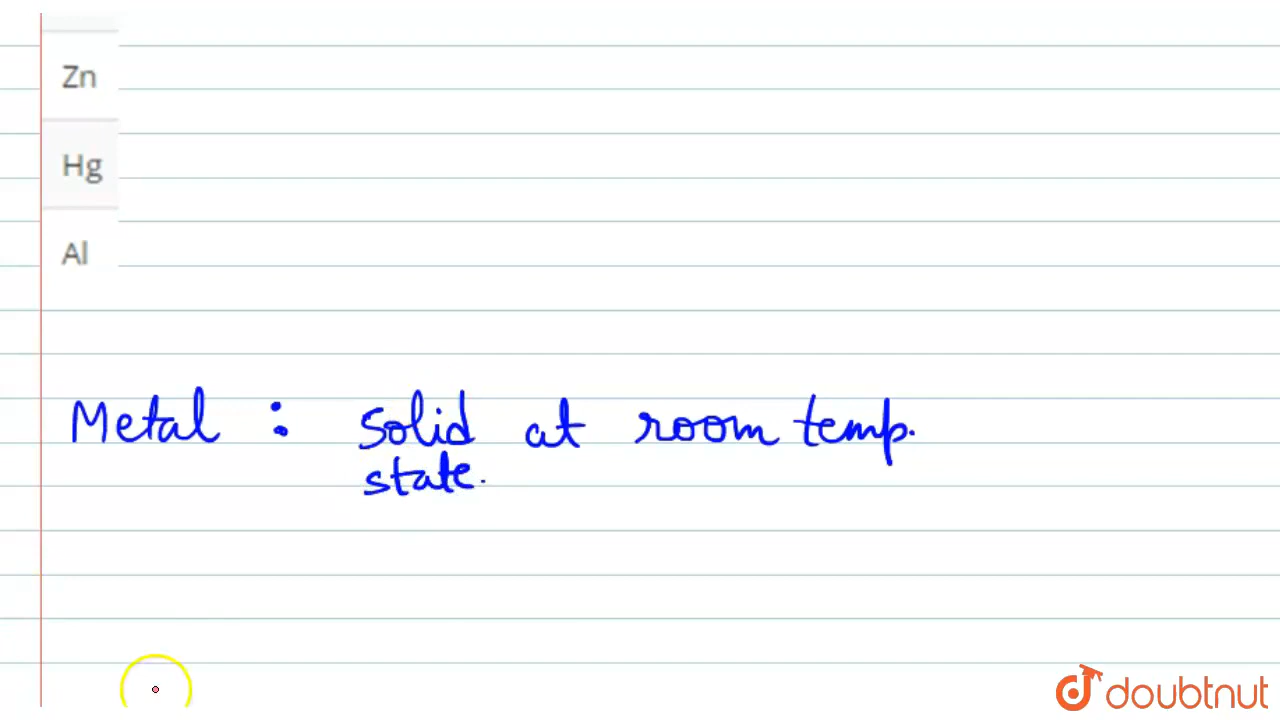 Zn
Hg
Al
Metal : Solid at room temp.
state.
doubtnut